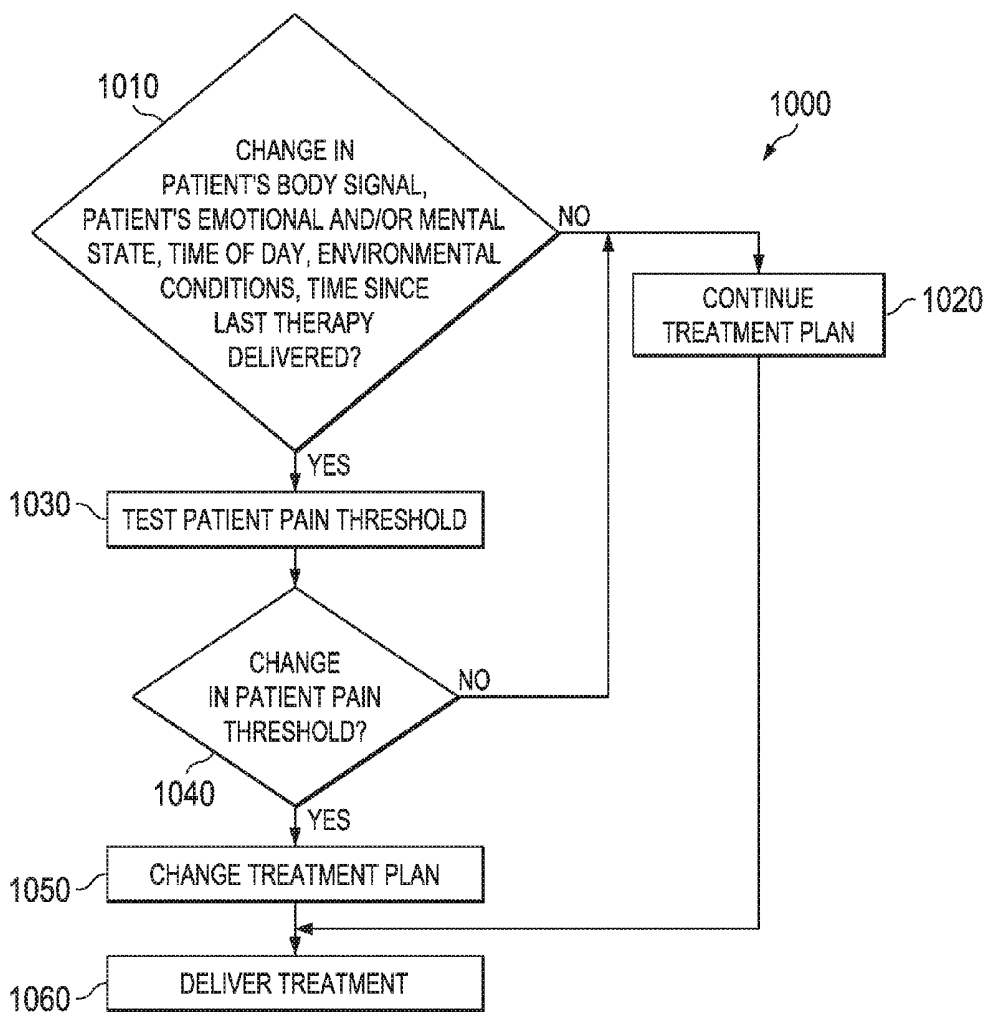 1010
1000
CHANGE IN
PATIENT'S BODY SIGNAL,
PATIENT'S EMOTIONAL AND/OR MENTAL
STATE, TIME OF DAY, ENVIRONMENTAL
CONDITIONS, TIME SINCE
LAST THERAPY
DELIVERED?
NO
CONTINUE
TREATMENT PLAN
1020
YES
1030
TEST PATIENT PAIN THRESHOLD
CHANGE
IN PATIENT PAIN
THRESHOLD?
NO
1040
YES
1050
CHANGE TREATMENT PLAN
1060
DELIVER TREATMENT